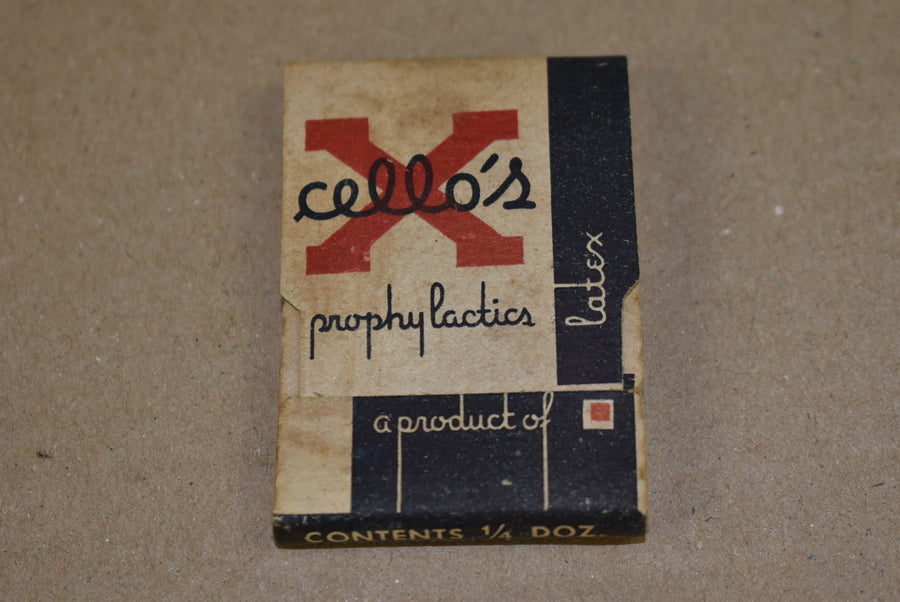 X
cello's
prophylactics
latex
a product of
CONTENTS 1/4 DOZ.